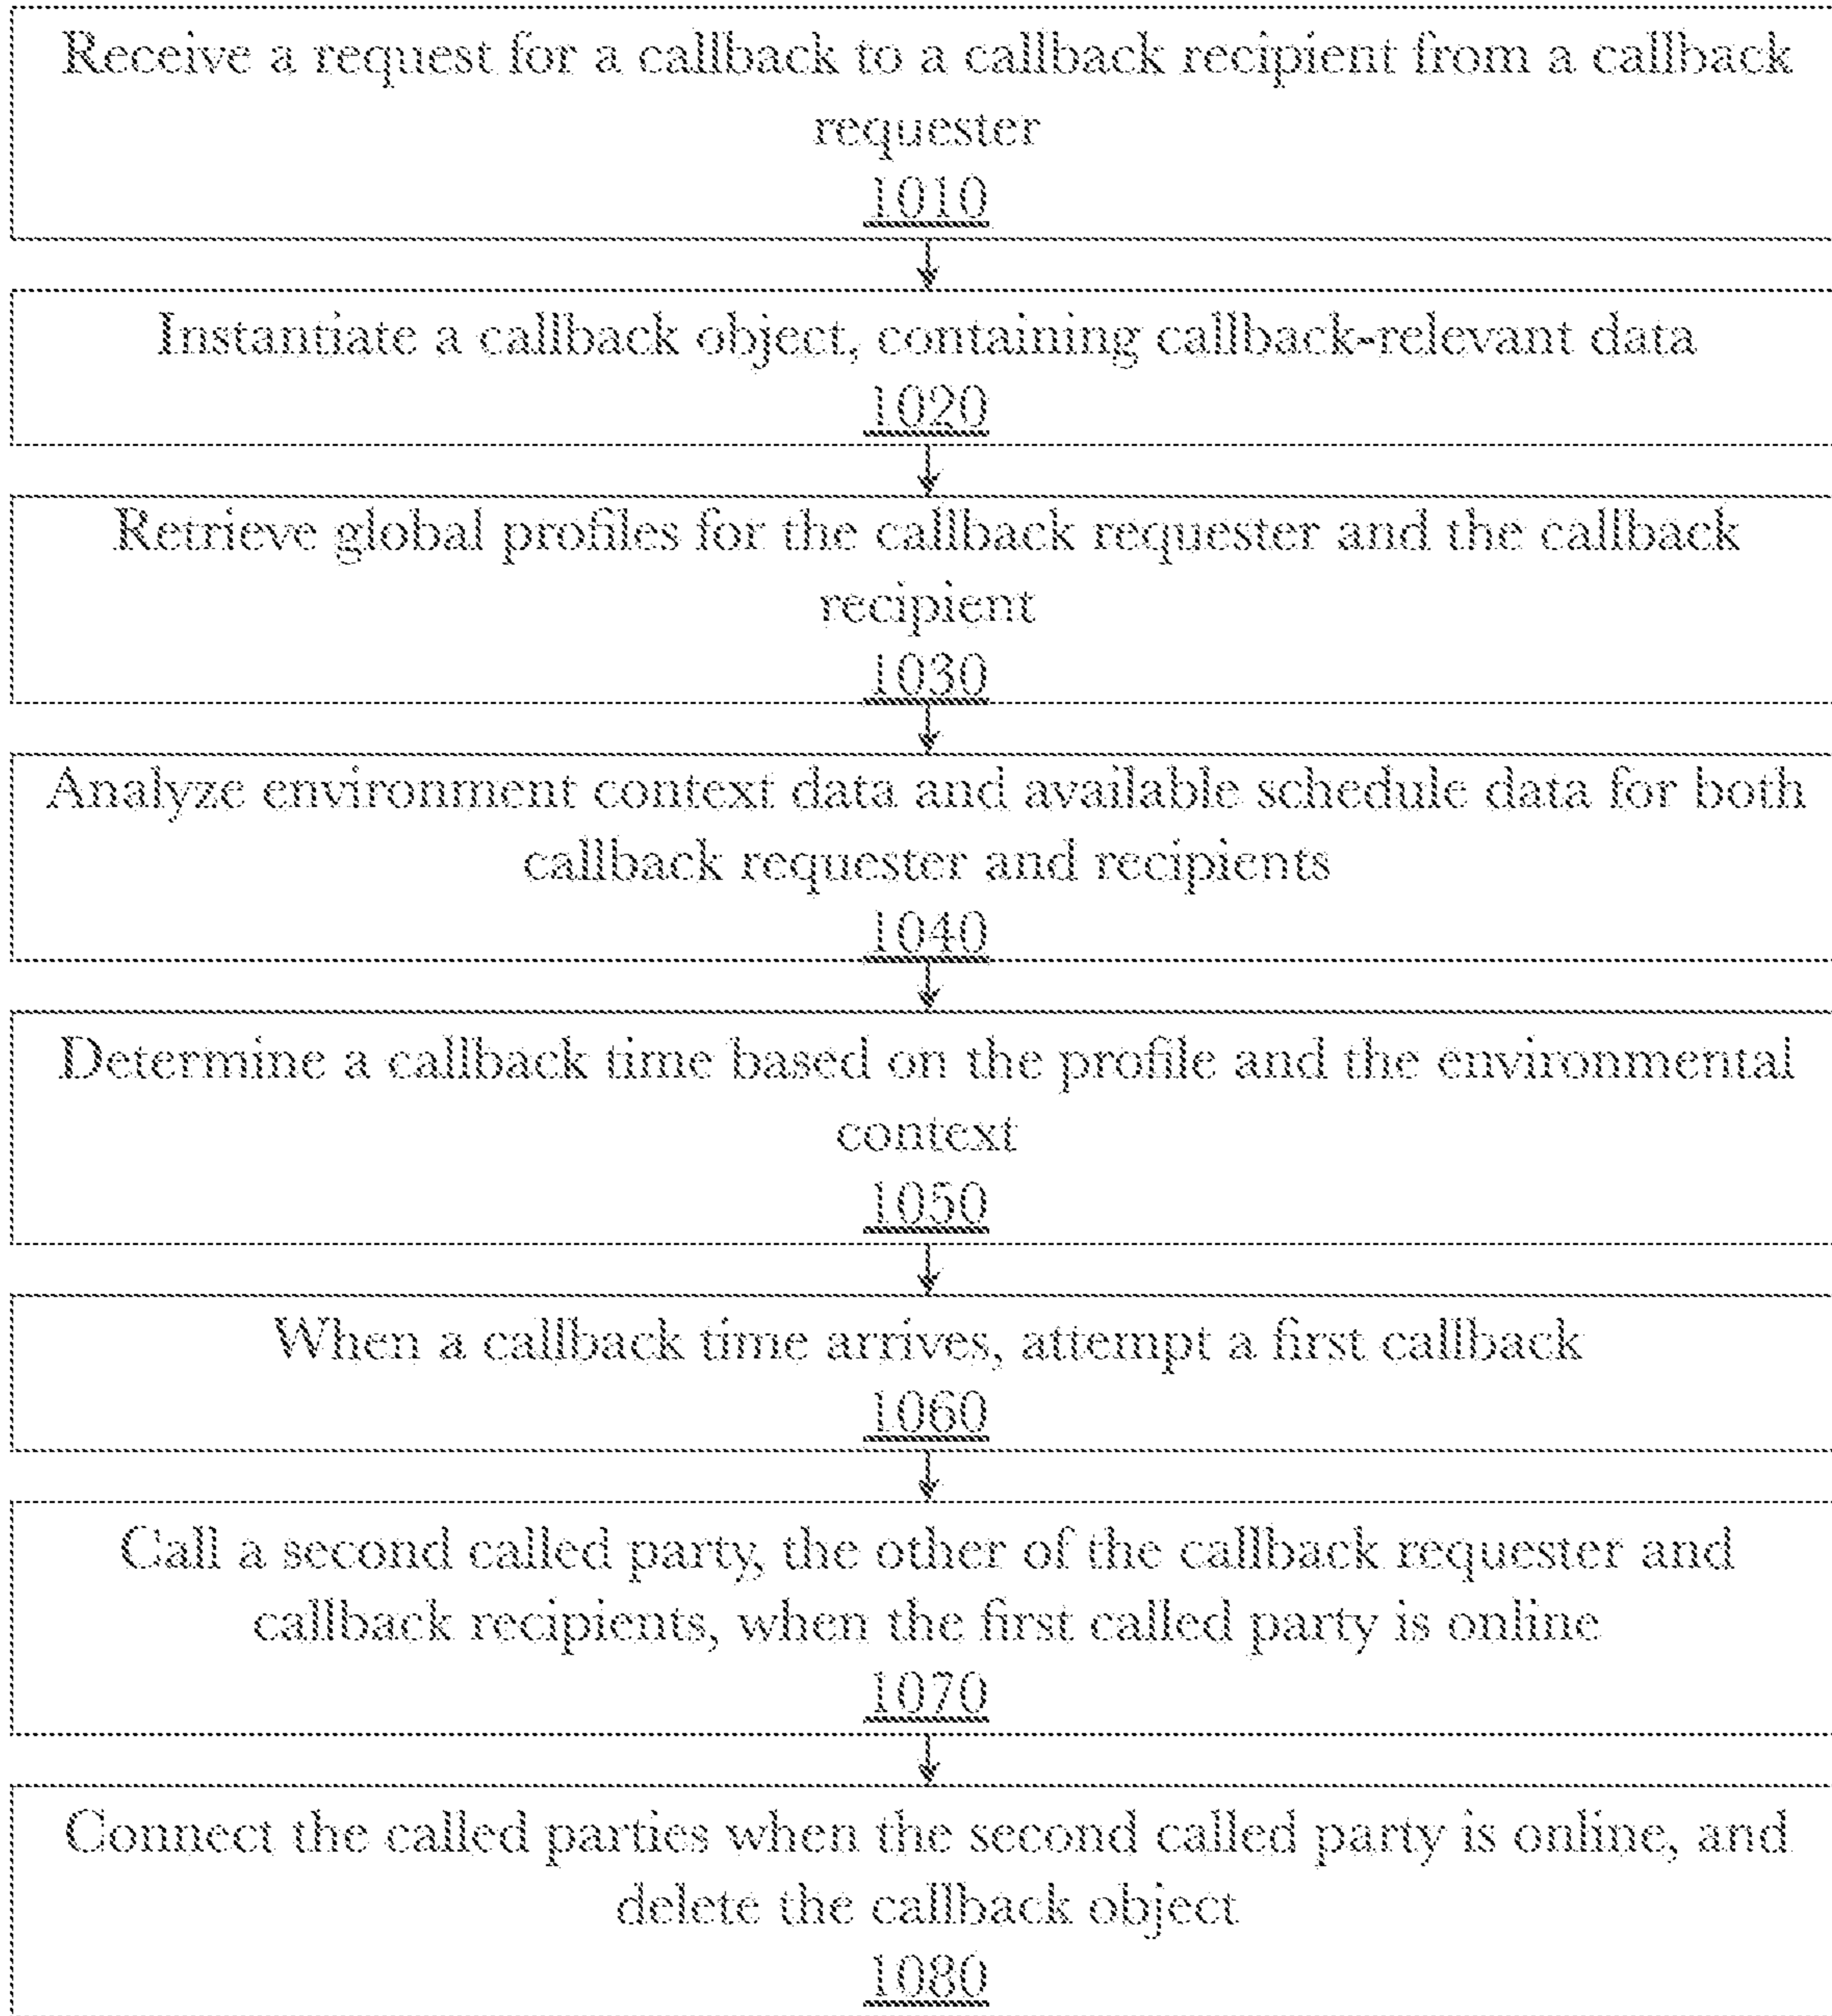 Receive a request for a callback to a callback recipient from a callback
requester
1010
Instantiate a callback object, containing callback-relevant data
1020
Retrieve global profiles for the callback requester and the callback
recipient
1030
Analyze environment context data and available schedule data for both
callback requester and recipients
1040
Determine a callback time based on the profile and the environmental
context
1050
When a callback time arrives, attempt a first callback
1060
Call a second called party, the other of the callback requester and
callback recipients, when the first called party is online
1070
Connect the called parties when the second called party is online, and
delete the callback object
1080